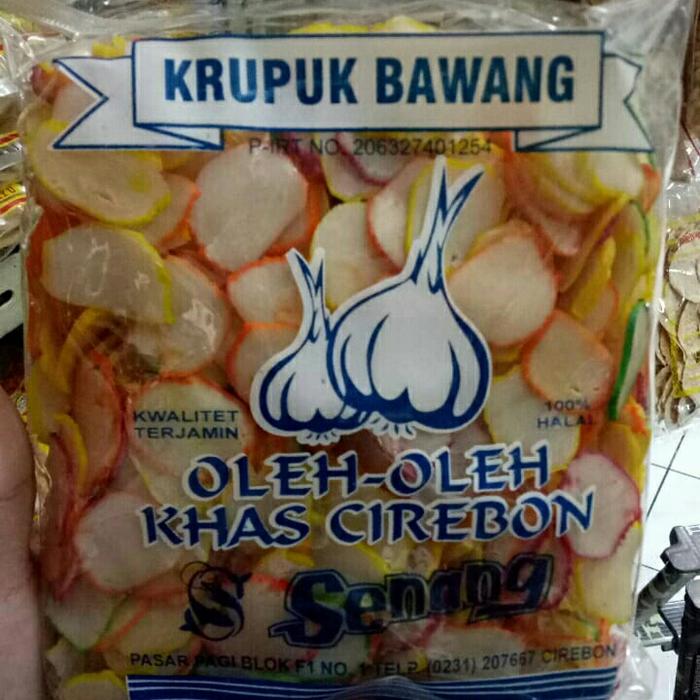 KRUPUK BAWANG
P-IRT NO. 206327401254
KWALITET
TERJAMIN
100%
HALAL
OLEH-OLEH
KHAS CIREBON
S
Senang
PASAR PAGI BLOK F1 NO. 1 TELP. (0231) 207667 CIREBON